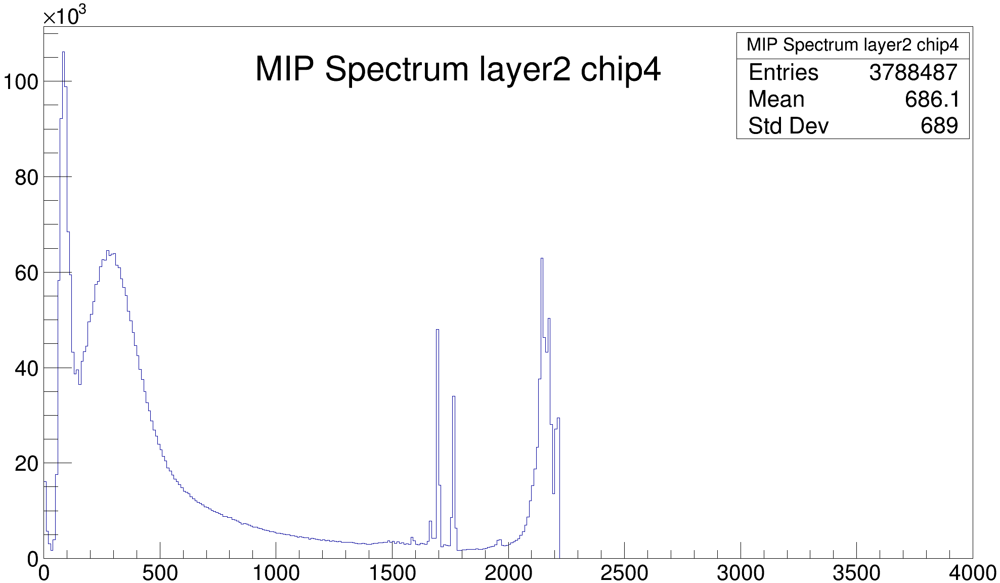 ×10³
MIP Spectrum layer2 chip4
MIP Spectrum layer2 chip4
Entries 3788487
Mean 686.1
Std Dev 689
100
80
60
40
20
0
0 500 1000 1500 2000 2500 3000 3500 4000